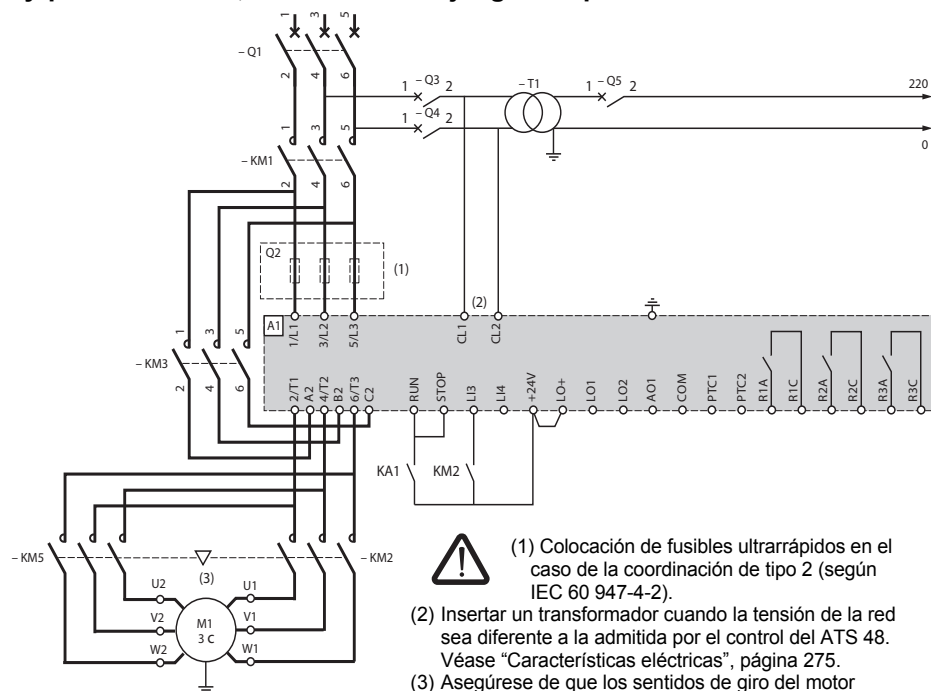 1 3 5
– Q1
2 4 6
1 – Q3 2
– T1
1 – Q5 2
220
1 – Q4 2
0
1 3 5
– KM1
2 4 6
Q2
(1)
(2)
A1
1/L1 3/L2 5/L3 CL1 CL2
1 3 5
– KM3
2 4 6
2/T1 A2 4/T2 B2 6/T3 C2 RUN STOP LI3 LI4 +24V LO+ LO1 LO2 AO1 COM PTC1 PTC2 R1A R1C R2A R2C R3A R3C
KA1 KM2
– KM5
(3)
– KM2
U2 U1
V2 V1
W2 W1
M1
3 C
(1) Colocación de fusibles ultrarrápidos en el
caso de la coordinación de tipo 2 (según
IEC 60 947-4-2).
(2) Insertar un transformador cuando la tensión de la red
sea diferente a la admitida por el control del ATS 48.
Véase “Características eléctricas”, página 275.
(3) Asegúrese de que los sentidos de giro del motor